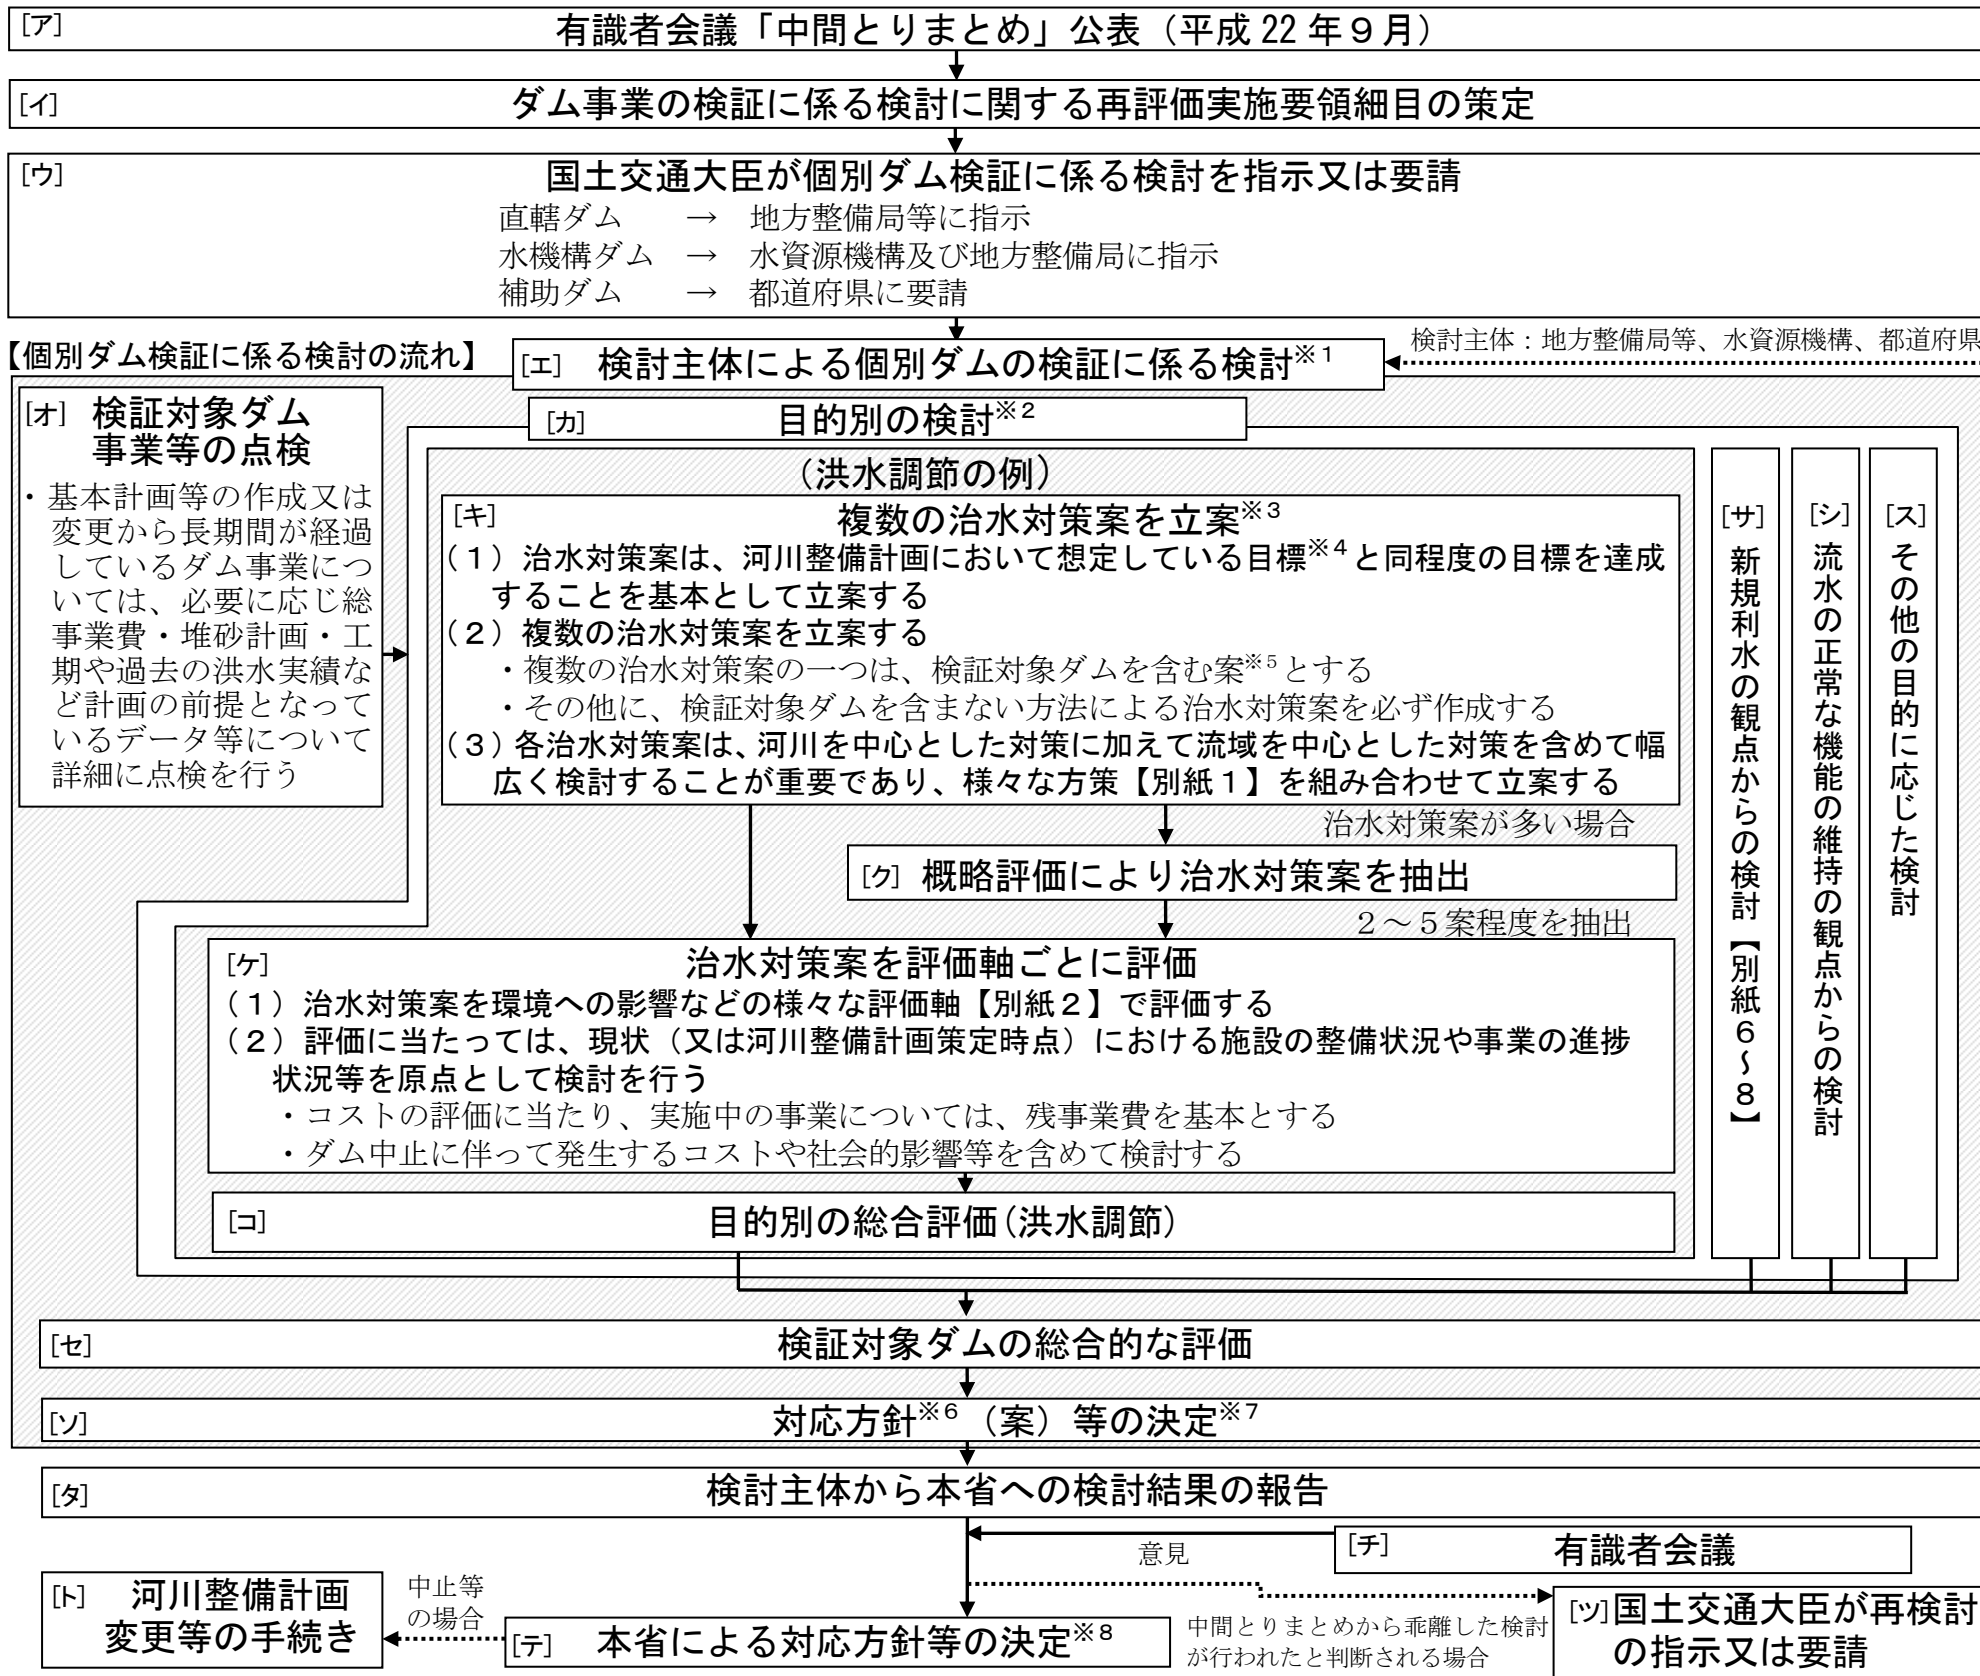 [ア] 有識者会議「中間とりまとめ」公表（平成 22 年９月）
[イ] ダム事業の検証に係る検討に関する再評価実施要領細目の策定
[ウ] 国土交通大臣が個別ダム検証に係る検討を指示又は要請
直轄ダム → 地方整備局等に指示
水機構ダム → 水資源機構及び地方整備局に指示
補助ダム → 都道府県に要請
【個別ダム検証に係る検討の流れ】
[エ] 検討主体による個別ダムの検証に係る検討※１
検討主体：地方整備局等、水資源機構、都道府県
[オ] 検証対象ダム
事業等の点検
・基本計画等の作成又は
変更から長期間が経過
しているダム事業につ
いては、必要に応じ総
事業費・堆砂計画・工
期や過去の洪水実績な
ど計画の前提となって
いるデータ等について
詳細に点検を行う
[カ] 目的別の検討※２
（洪水調節の例）
[キ] 複数の治水対策案を立案※３
（１）治水対策案は、河川整備計画において想定している目標※４と同程度の目標を達成
することを基本として立案する
（２）複数の治水対策案を立案する
・複数の治水対策案の一つは、検証対象ダムを含む案※５とする
・その他に、検証対象ダムを含まない方法による治水対策案を必ず作成する
（３）各治水対策案は、河川を中心とした対策に加えて流域を中心とした対策を含めて幅
広く検討することが重要であり、様々な方策【別紙１】を組み合わせて立案する
治水対策案が多い場合
[ク] 概略評価により治水対策案を抽出
２～５案程度を抽出
[ケ] 治水対策案を評価軸ごとに評価
（１）治水対策案を環境への影響などの様々な評価軸【別紙２】で評価する
（２）評価に当たっては、現状（又は河川整備計画策定時点）における施設の整備状況や事業の進捗
状況等を原点として検討を行う
・コストの評価に当たり、実施中の事業については、残事業費を基本とする
・ダム中止に伴って発生するコストや社会的影響等を含めて検討する
[コ] 目的別の総合評価（洪水調節）
[サ] 新規利水の観点からの検討【別紙６～８】
[シ] 流水の正常な機能の維持の観点からの検討
[ス] その他の目的に応じた検討
[セ] 検証対象ダムの総合的な評価
[ソ] 対応方針※６（案）等の決定※７
[タ] 検討主体から本省への検討結果の報告
[チ] 有識者会議
意見
[ツ] 国土交通大臣が再検討
の指示又は要請
中間とりまとめから乖離した検討
が行われたと判断される場合
[テ] 本省による対応方針等の決定※８
中止等
の場合
[ト] 河川整備計画
変更等の手続き